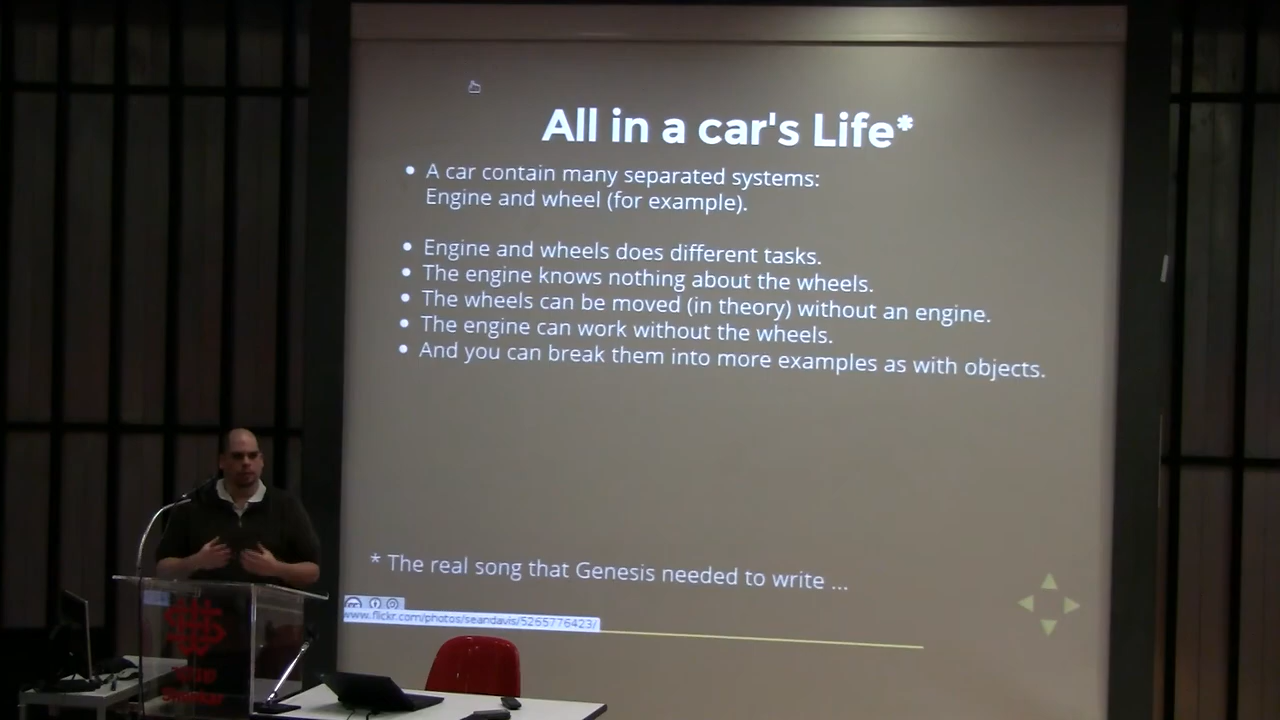 All in a car's Life*
• A car contain many separated systems:
Engine and wheel (for example).
• Engine and wheels does different tasks.
• The engine knows nothing about the wheels.
• The wheels can be moved (in theory) without an engine.
• The engine can work without the wheels.
• And you can break them into more examples as with objects.
* The real song that Genesis needed to write ...
www.flickr.com/photos/seandavis/5265776423/
שנקר
Shenkar